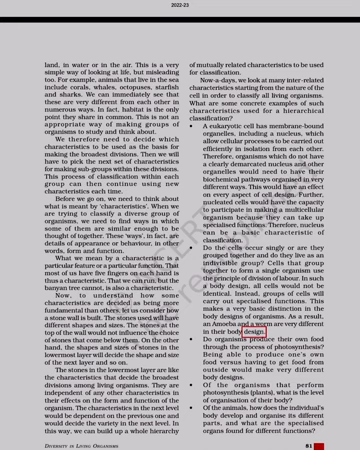 2022-23
land, in water or in the air. This is a very
simple way of looking at life, but misleading
too. For example, animals that live in the sea
include corals, whales, octopuses, starfish
and sharks. We can immediately see that
these are very different from each other in
numerous ways. In fact, habitat is the only
point they share in common. This is not an
appropriate way of making groups of
organisms to study and think about.
We therefore need to decide which
characteristics to be used as the basis for
making the broadest divisions. Then we will
have to pick the next set of characteristics
for making sub-groups within these divisions.
This process of classification within each
group can then continue using new
characteristics each time.
Before we go on, we need to think about
what is meant by 'characteristics'. When we
are trying to classify a diverse group of
organisms, we need to find ways in which
some of them are similar enough to be
thought of together. These 'ways', in fact, are
details of appearance or behaviour, in other
words, form and function.
What we mean by a characteristic is a
particular feature or a particular function. That
most of us have five fingers on each hand is
thus a characteristic. That we can run, but the
banyan tree cannot, is also a characteristic.
Now, to understand how some
characteristics are decided as being more
fundamental than others, let us consider how
a stone wall is built. The stones used will have
different shapes and sizes. The stones at the
top of the wall would not influence the choice
of stones that come below them. On the other
hand, the shapes and sizes of stones in the
lowermost layer will decide the shape and size
of the next layer and so on.
The stones in the lowermost layer are like
the characteristics that decide the broadest
divisions among living organisms. They are
independent of any other characteristics in
their effects on the form and function of the
organism. The characteristics in the next level
would be dependent on the previous one and
would decide the variety in the next level. In
this way, we can build up a whole hierarchy
of mutually related characteristics to be used
for classification.
Now-a-days, we look at many inter-related
characteristics starting from the nature of the
cell in order to classify all living organisms.
What are some concrete examples of such
characteristics used for a hierarchical
classification?
• A eukaryotic cell has membrane-bound
organelles, including a nucleus, which
allow cellular processes to be carried out
efficiently in isolation from each other.
Therefore, organisms which do not have
a clearly demarcated nucleus and other
organelles would need to have their
biochemical pathways organised in very
different ways. This would have an effect
on every aspect of cell design. Further,
nucleated cells would have the capacity
to participate in making a multicellular
organism because they can take up
specialised functions. Therefore, nucleus
can be a basic characteristic of
classification.
• Do the cells occur singly or are they
grouped together and do they live as an
indivisible group? Cells that group
together to form a single organism use
the principle of division of labour. In such
a body design, all cells would not be
identical. Instead, groups of cells will
carry out specialised functions. This
makes a very basic distinction in the
body designs of organisms. As a result,
an Amoeba and a worm are very different
in their body design.
• Do organisms produce their own food
through the process of photosynthesis?
Being able to produce one's own
food versus having to get food from
outside would make very different
body designs.
• Of the organisms that perform
photosynthesis (plants), what is the level
of organisation of their body?
• Of the animals, how does the individual's
body develop and organise its different
parts, and what are the specialised
organs found for different functions?
DIVERSITY IN LIVING ORGANISMS
81